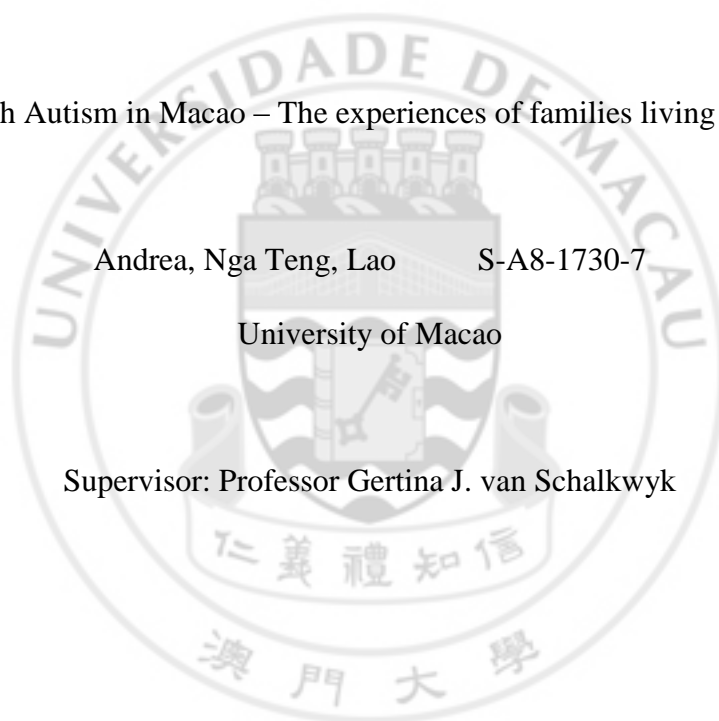 UNIVERSIDADE DE MACAU
h Autism in Macao – The experiences of families living
Andrea, Nga Teng, Lao S-A8-1730-7
University of Macao
Supervisor: Professor Gertina J. van Schalkwyk
仁義禮知信
澳門大學